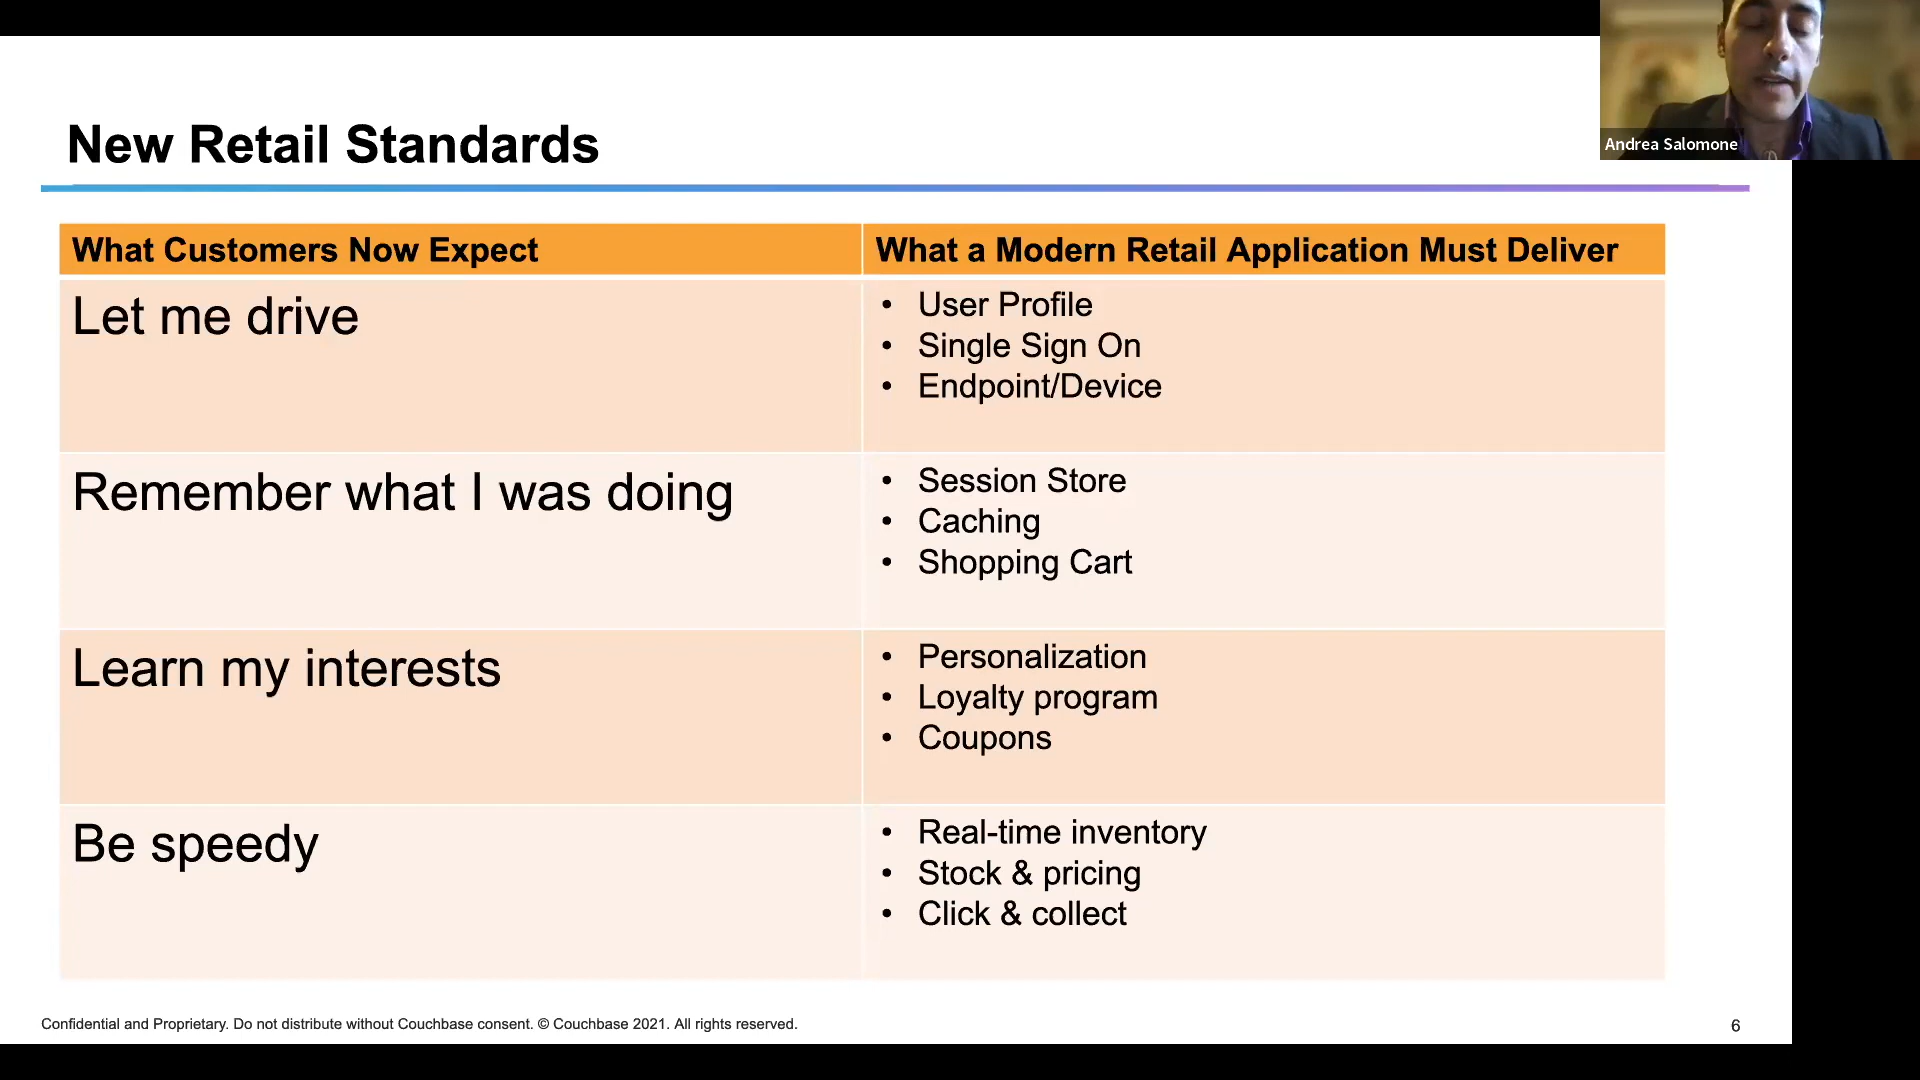 Andrea Salomone
New Retail Standards
What Customers Now Expect
What a Modern Retail Application Must Deliver
Let me drive
• User Profile
• Single Sign On
• Endpoint/Device
Remember what I was doing
• Session Store
• Caching
• Shopping Cart
Learn my interests
• Personalization
• Loyalty program
• Coupons
Be speedy
• Real-time inventory
• Stock & pricing
• Click & collect
Confidential and Proprietary. Do not distribute without Couchbase consent. © Couchbase 2021. All rights reserved.
6